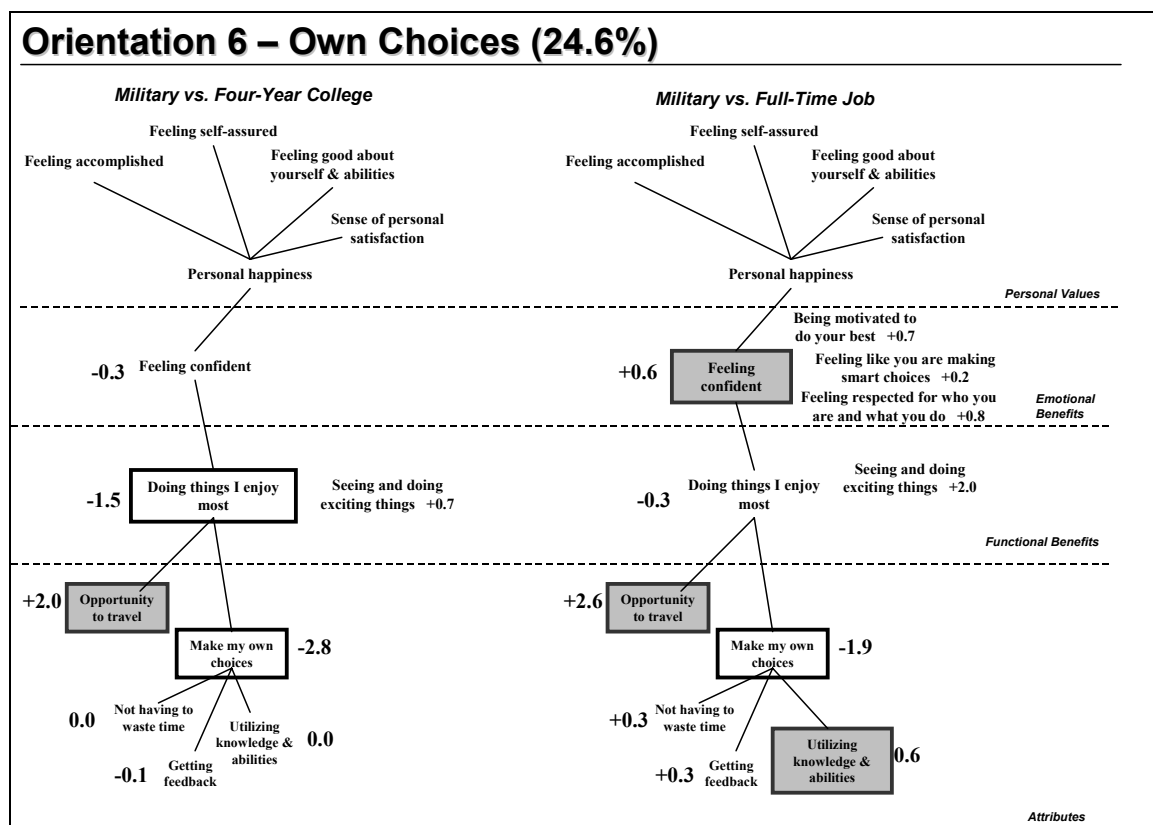 Orientation 6 – Own Choices (24.6%)
Military vs. Four-Year College
Feeling self-assured
Feeling accomplished
Feeling good about
yourself & abilities
Sense of personal
satisfaction
Personal happiness
-0.3
Feeling confident
-1.5
Doing things I enjoy
most
Seeing and doing
exciting things +0.7
+2.0
Opportunity
to travel
Make my own
choices
-2.8
0.0
Not having to
waste time
Utilizing
knowledge &
abilities
0.0
-0.1
Getting
feedback
Military vs. Full-Time Job
Feeling self-assured
Feeling accomplished
Feeling good about
yourself & abilities
Sense of personal
satisfaction
Personal happiness
Personal Values
Being motivated to
do your best +0.7
+0.6
Feeling
confident
Feeling like you are making
smart choices +0.2
Feeling respected for who you
are and what you do +0.8
Emotional
Benefits
-0.3
Doing things I enjoy
most
Seeing and doing
exciting things +2.0
Functional Benefits
+2.6
Opportunity
to travel
Make my own
choices
-1.9
+0.3
Not having to
waste time
Utilizing
knowledge &
abilities
0.6
+0.3
Getting
feedback
Attributes